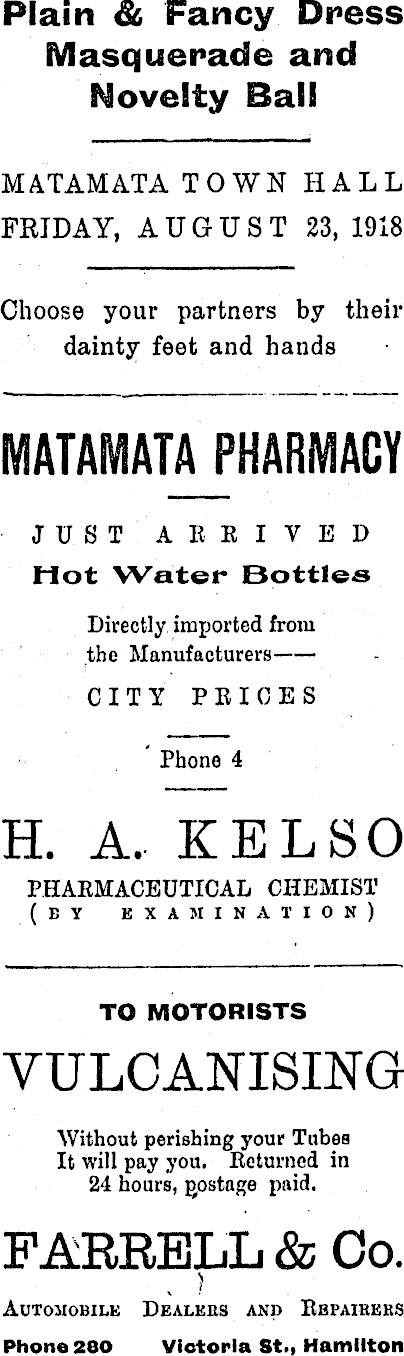 Plain & Fancy Dress
Masquerade and
Novelty Ball
MATAMATA TOWN HALL
FRIDAY, AUGUST 23, 1918
Choose your partners by their
dainty feet and hands
MATAMATA PHARMACY
JUST ARRIVED
Hot Water Bottles
Directly imported from
the Manufacturers——
CITY PRICES
Phone 4
H. A. KELSO
PHARMACEUTICAL CHEMIST
(BY EXAMINATION)
TO MOTORISTS
VULCANISING
Without perishing your Tubes
It will pay you. Returned in
24 hours, postage paid.
FARRELL & Co.
AUTOMOBILE DEALERS AND REPAIRERS
Phone 280 Victoria St., Hamilton